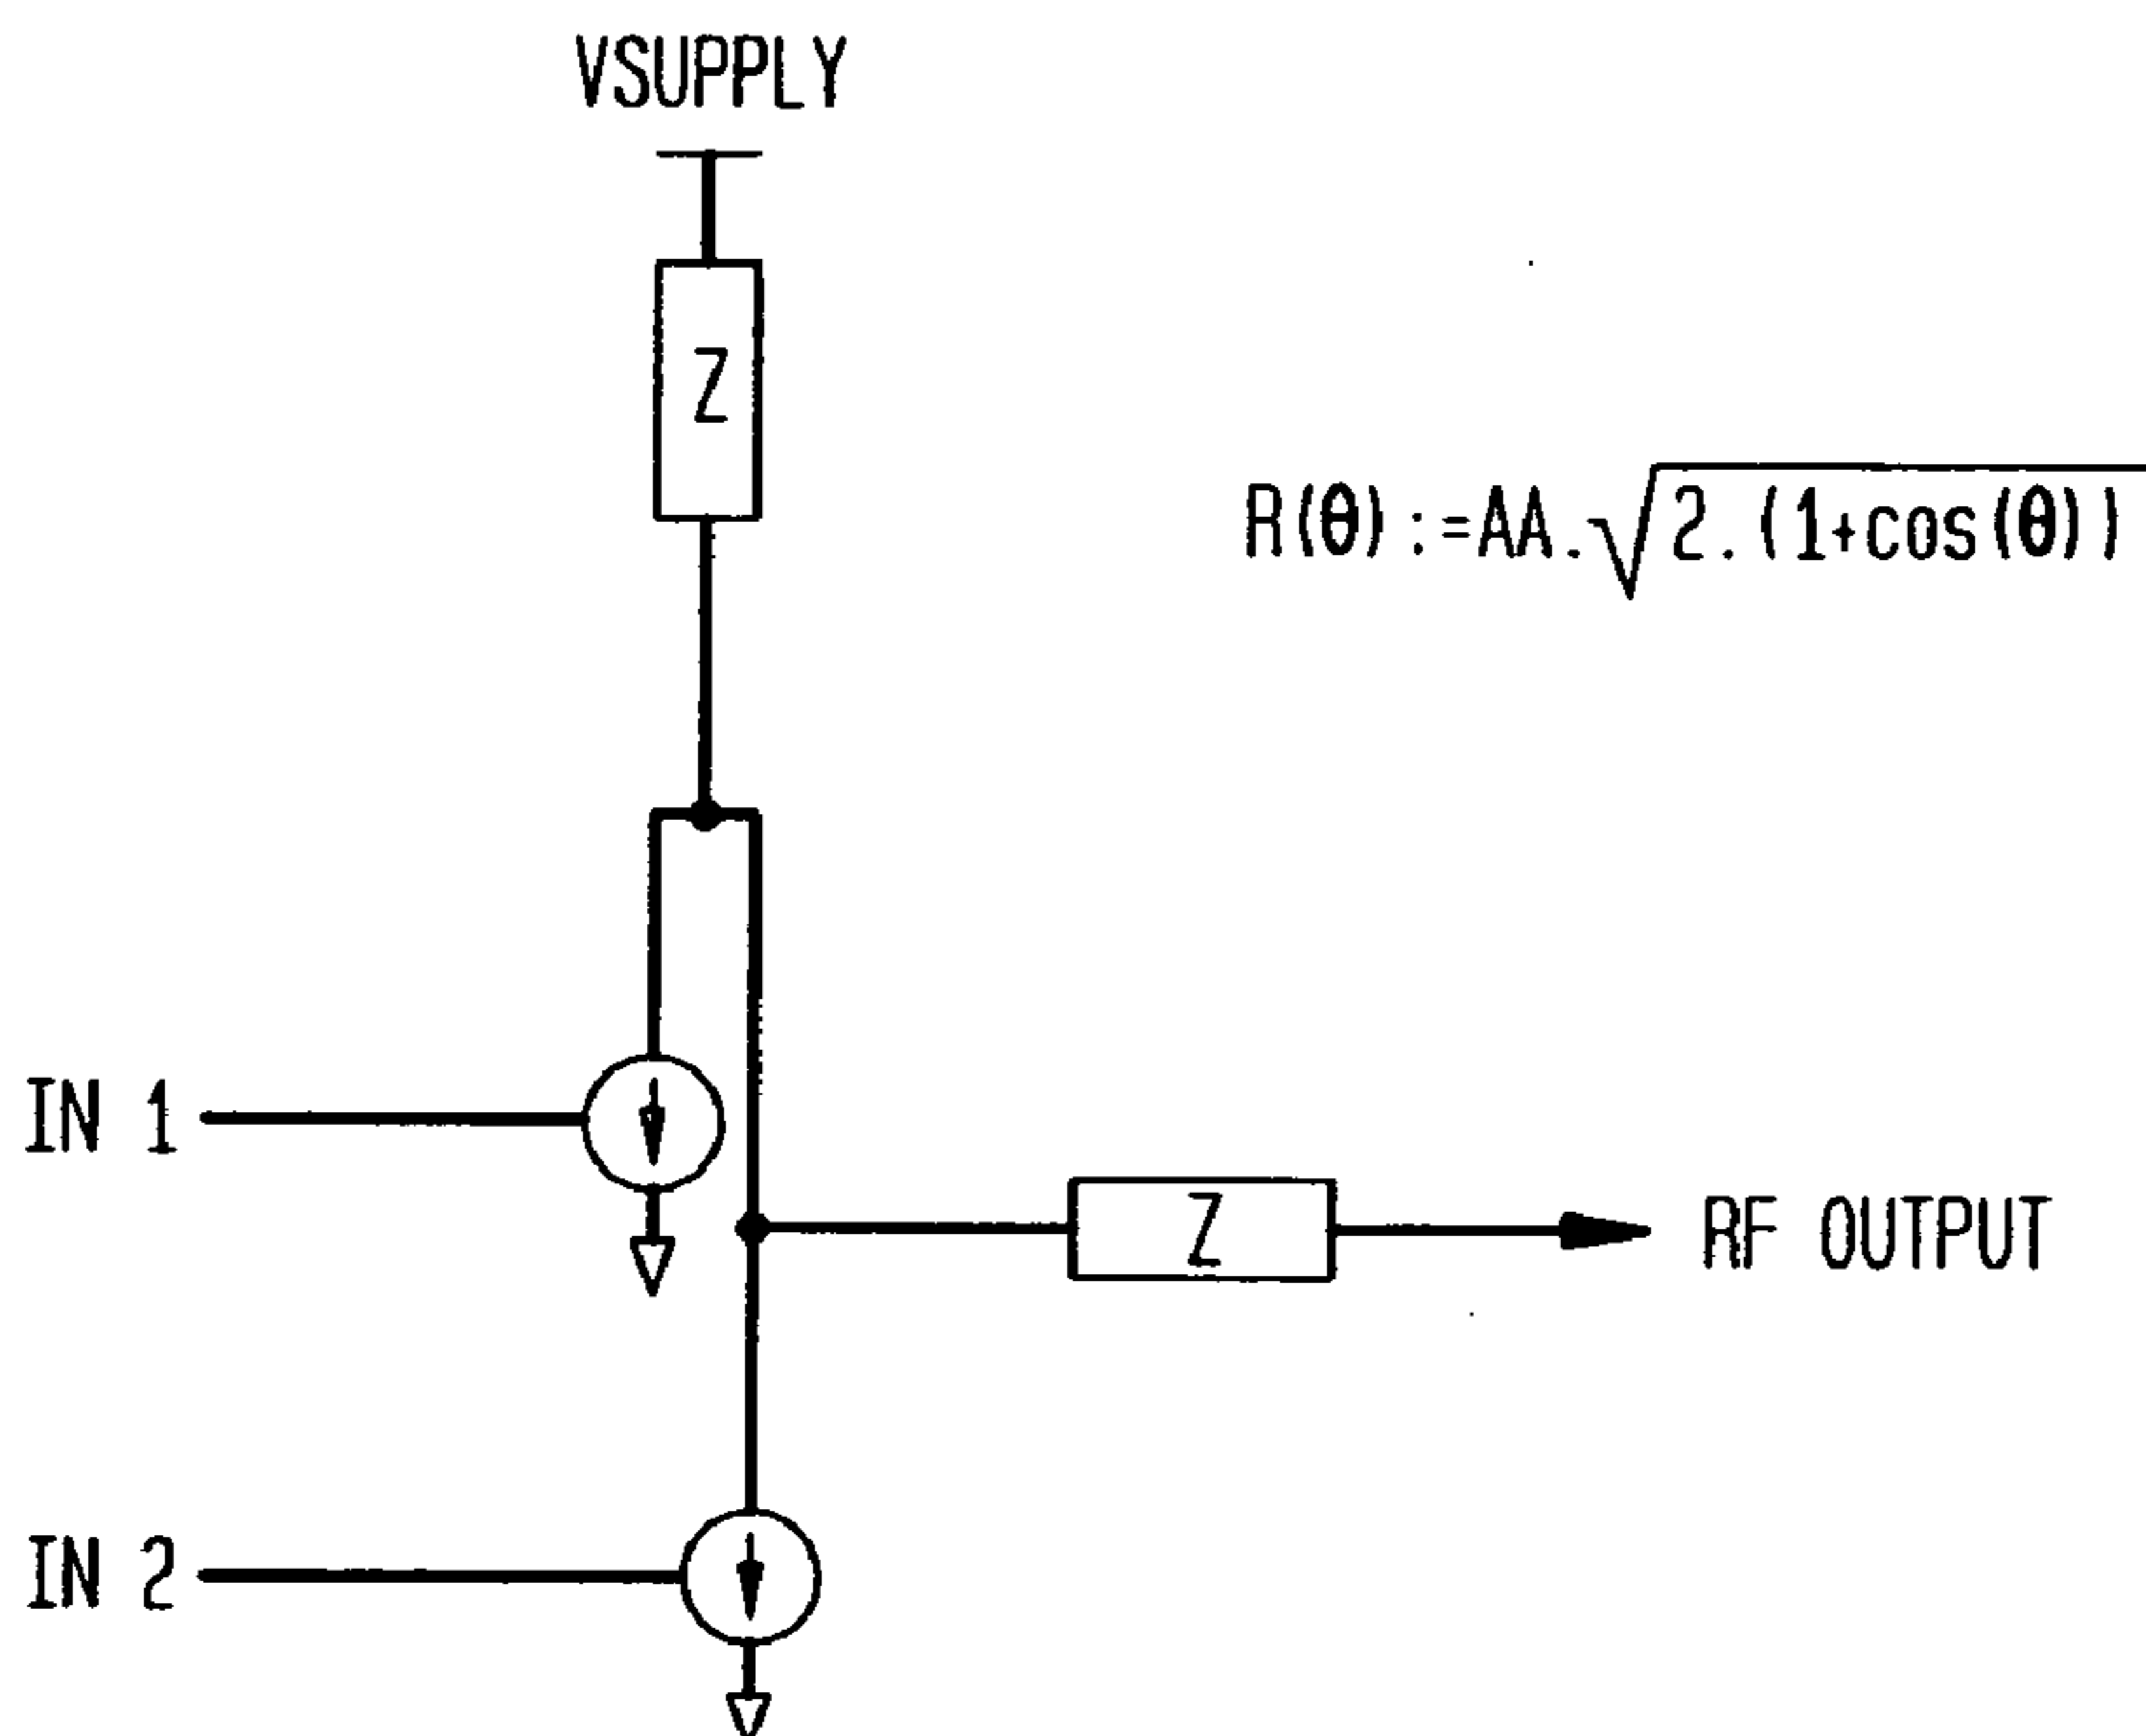 VSUPPLY
Z
R(θ):=AA.√2.(1+cos(θ))
IN 1
Z
RF OUTPUT
IN 2